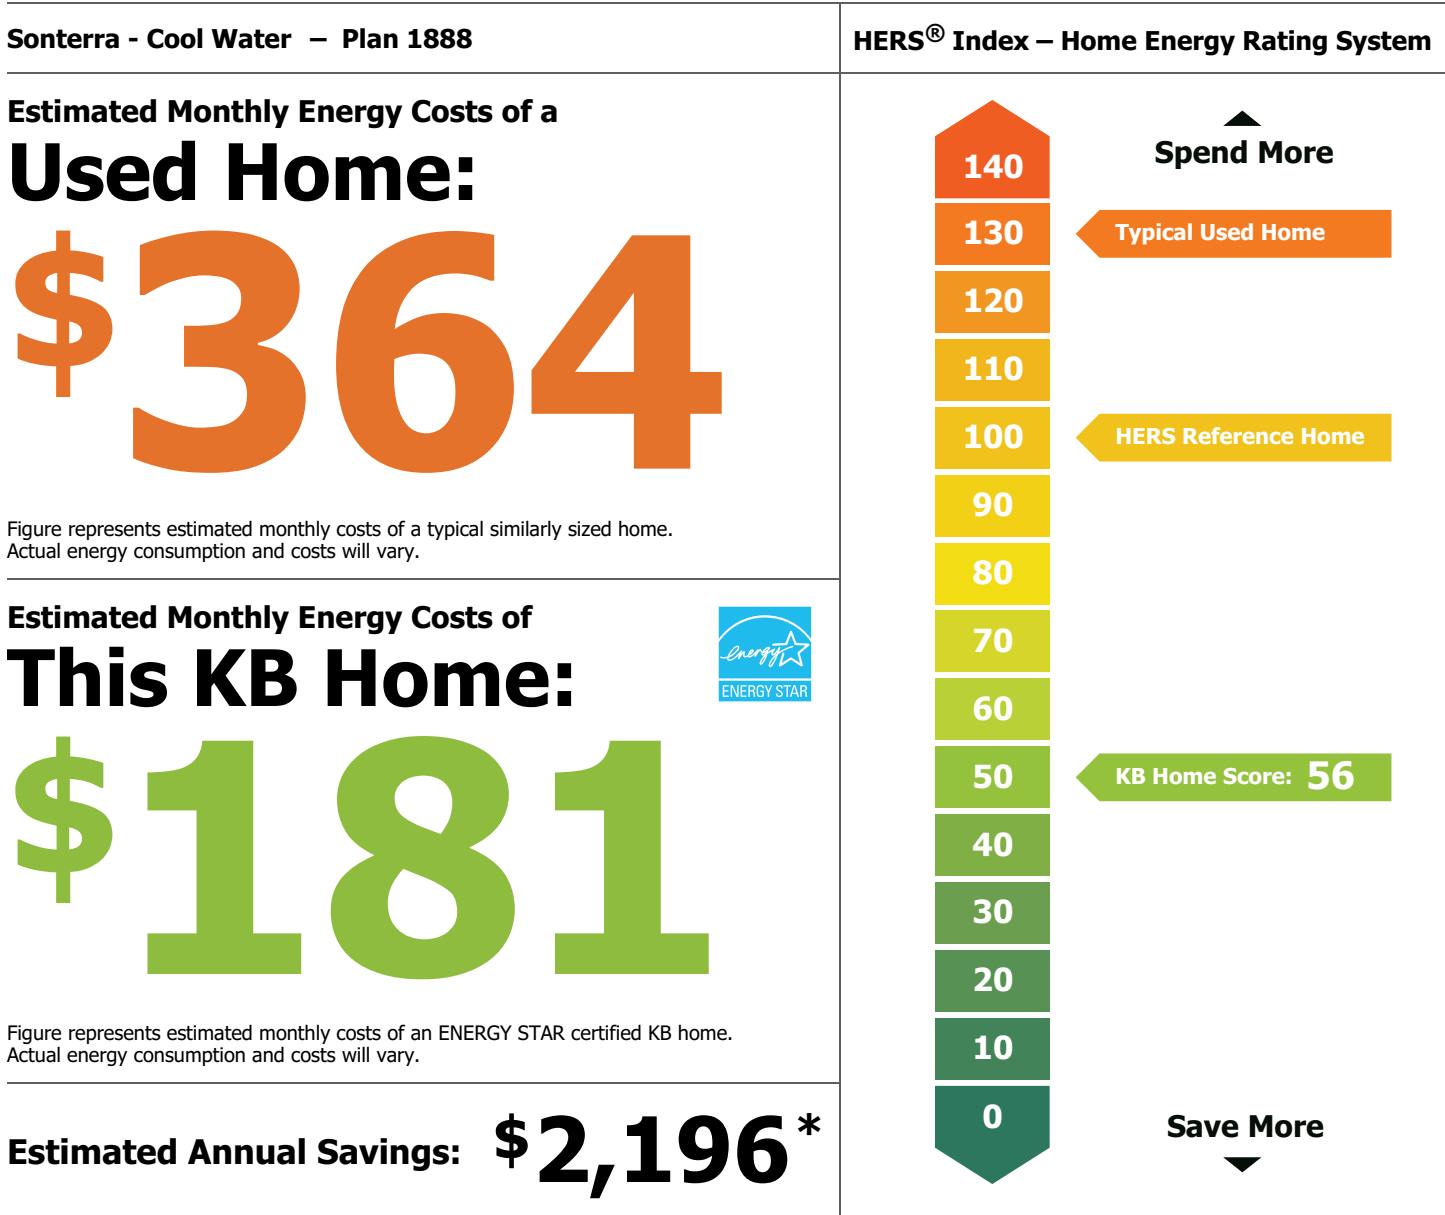 Sonterra - Cool Water – Plan 1888
Estimated Monthly Energy Costs of a
Used Home:
$364
Figure represents estimated monthly costs of a typical similarly sized home.
Actual energy consumption and costs will vary.
Estimated Monthly Energy Costs of
This KB Home:
energy
ENERGY STAR
$181
Figure represents estimated monthly costs of an ENERGY STAR certified KB home.
Actual energy consumption and costs will vary.
Estimated Annual Savings: $2,196*
HERS® Index – Home Energy Rating System
Spend More
140
130 Typical Used Home
120
110
100 HERS Reference Home
90
80
70
60
50 KB Home Score: 56
40
30
20
10
0
Save More